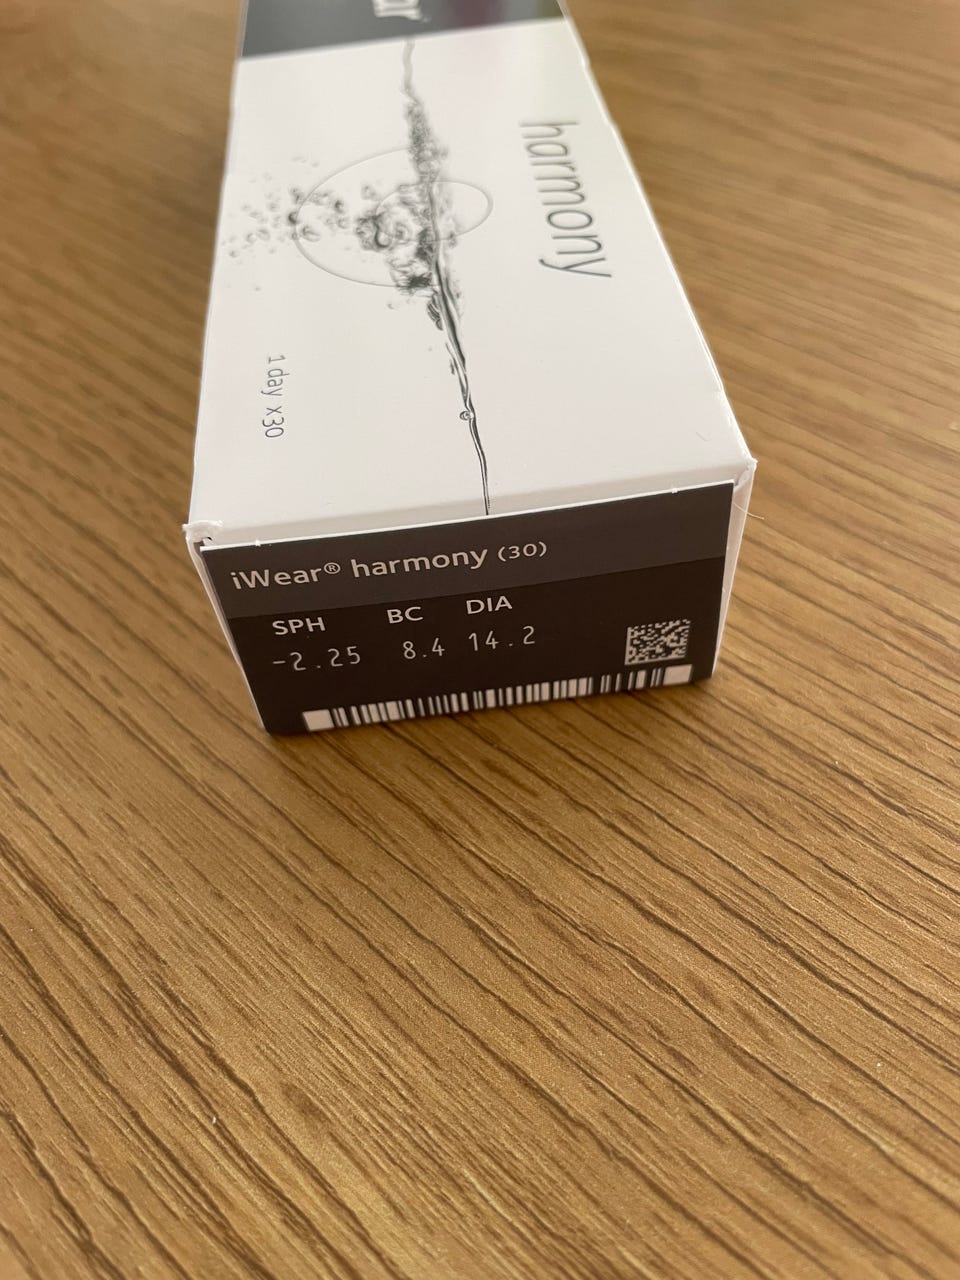 harmony
1 day x30
iWear® harmony (30)
SPH BC DIA
-2.25 8.4 14.2